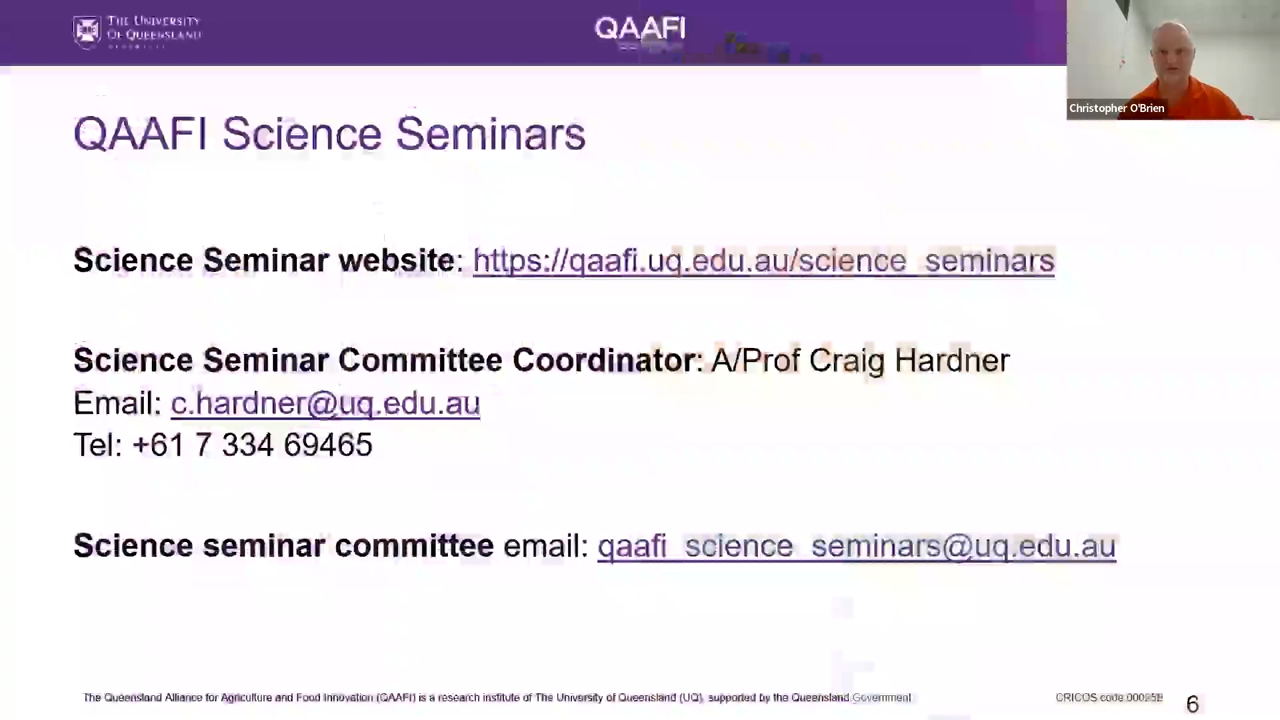 THE UNIVERSITY
OF QUEENSLAND
QAAFI
Christopher O'Brien
QAAFI Science Seminars
Science Seminar website: https://qaafi.uq.edu.au/science_seminars
Science Seminar Committee Coordinator: A/Prof Craig Hardner
Email: c.hardner@uq.edu.au
Tel: +61 7 334 69465
Science seminar committee email: qaafi_science_seminars@uq.edu.au
The Queensland Alliance for Agriculture and Food Innovation (QAAFI) is a research institute of The University of Queensland (UQ), supported by the Queensland Government
CRICOS code 00025B
6